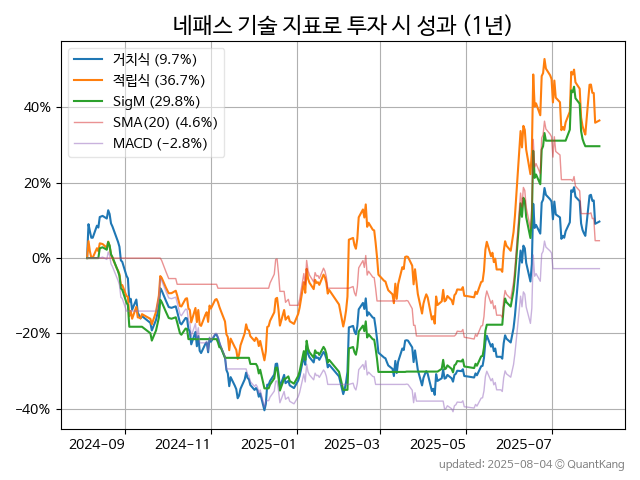 네패스 기술 지표로 투자 시 성과 (1년)
거치식 (9.7%)
적립식 (36.7%)
SigM (29.8%)
SMA(20) (4.6%)
MACD (−2.8%)
40%
20%
0%
−20%
−40%
2024-09 2024-11 2025-01 2025-03 2025-05 2025-07
updated: 2025-08-04 © QuantKang